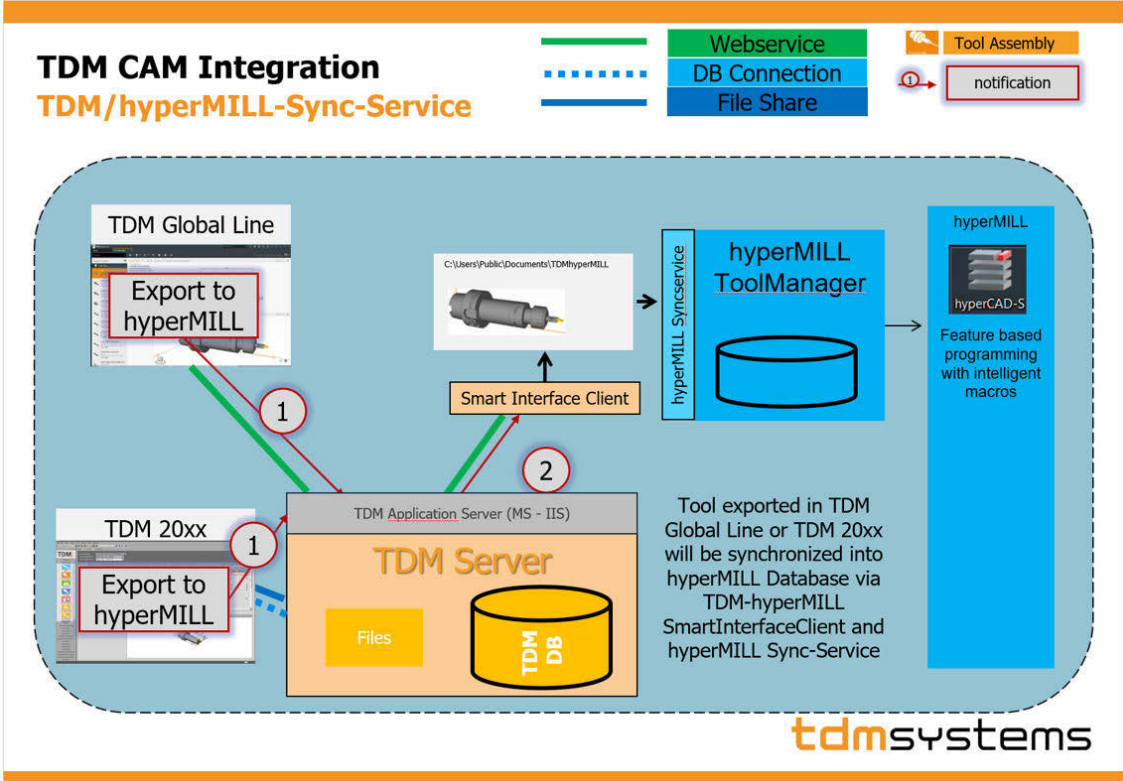 TDM CAM Integration
TDM/hyperMILL-Sync-Service
Webservice
DB Connection
File Share
Tool Assembly
1
notification
TDM Global Line
Export to
hyperMILL
1
TDM 20xx
TDM
Export to
hyperMILL
1
C:\Users\Public\Documents\TDMhyperMILL
Smart Interface Client
2
TDM Application Server (MS - IIS)
TDM Server
Files
TDM
DB
hyperMILL Syncservice
hyperMILL
ToolManager
hyperMILL
hyperCAD-S
Feature based
programming
with intelligent
macros
Tool exported in TDM
Global Line or TDM 20xx
will be synchronized into
hyperMILL Database via
TDM-hyperMILL
SmartInterfaceClient and
hyperMILL Sync-Service
tdmsystems